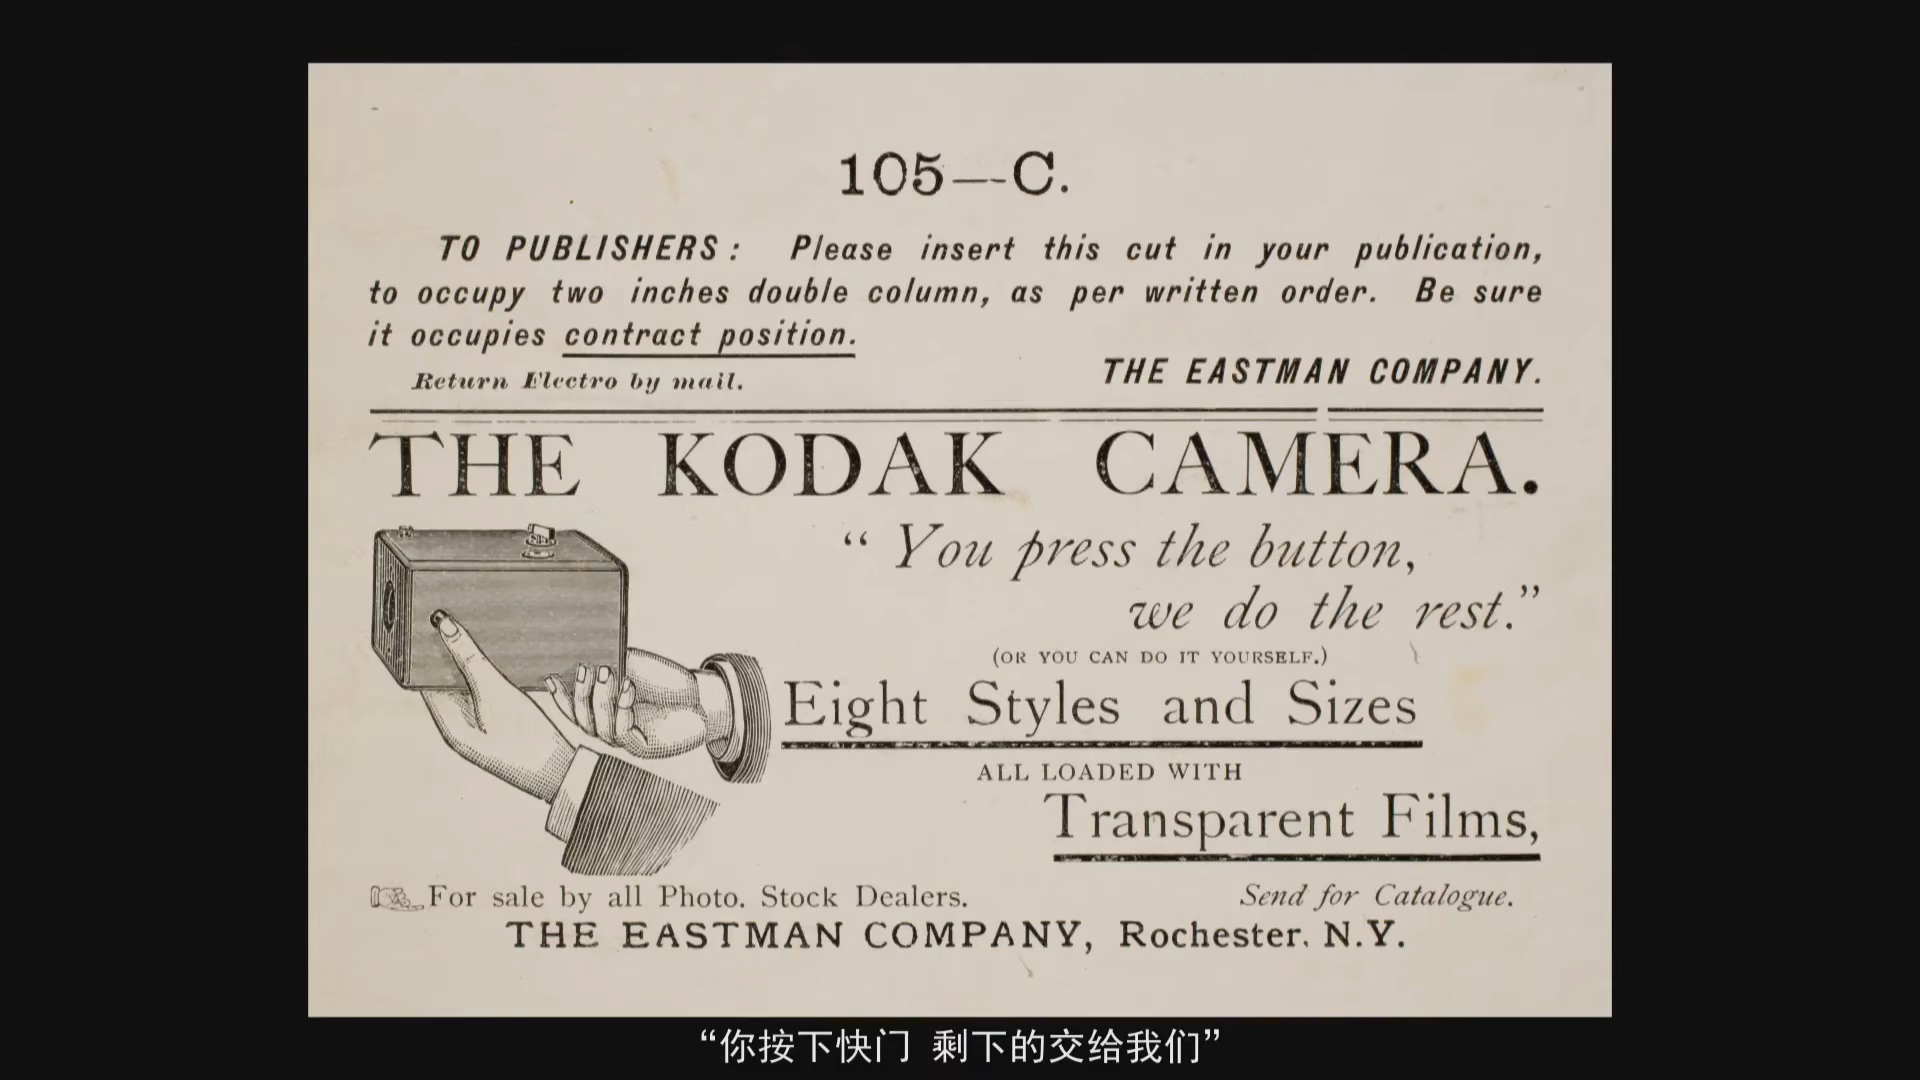 105—C.
TO PUBLISHERS: Please insert this cut in your publication,
to occupy two inches double column, as per written order. Be sure
it occupies contract position.
Return Electro by mail.
THE EASTMAN COMPANY.
THE KODAK CAMERA.
“You press the button,
we do the rest.”
(OR YOU CAN DO IT YOURSELF.)
Eight Styles and Sizes
ALL LOADED WITH
Transparent Films,
For sale by all Photo. Stock Dealers.
Send for Catalogue.
THE EASTMAN COMPANY, Rochester, N.Y.
“你按下快门 剩下的交给我们”